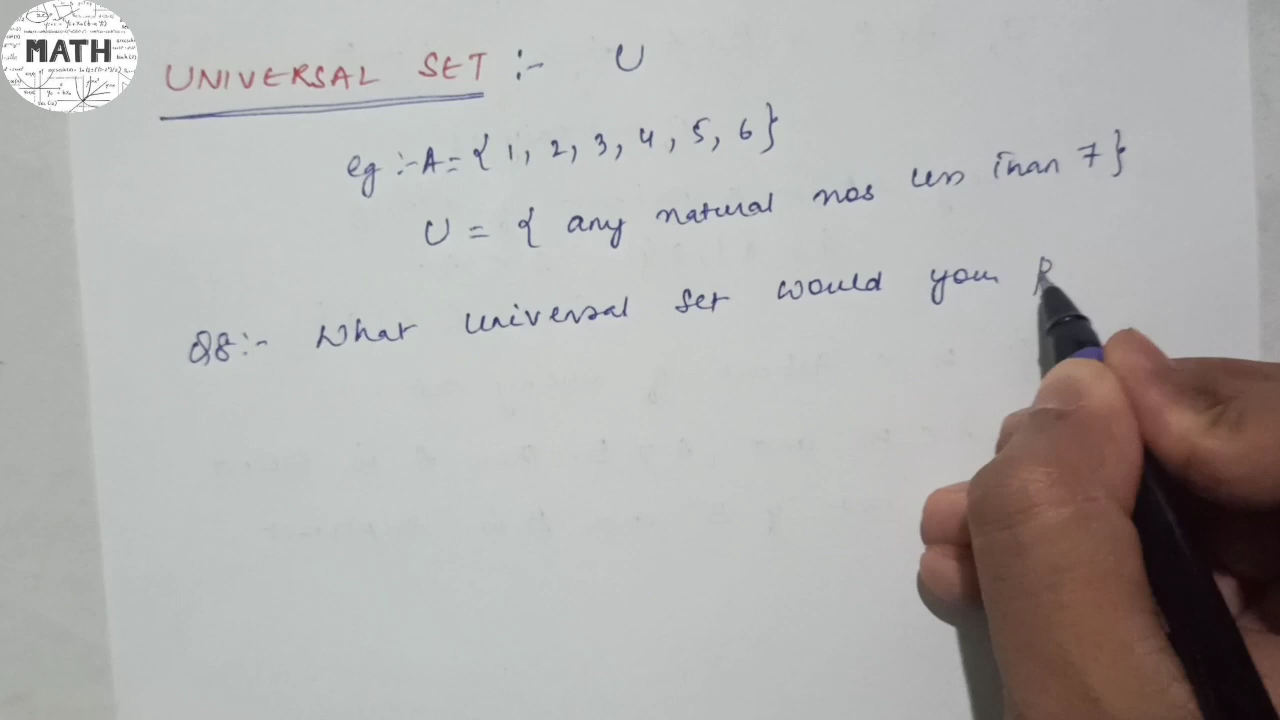 MATH
UNIVERSAL SET :- U
eg :- A = { 1, 2, 3, 4, 5, 6 }
U = { any natural nos less than 7 }
Q8:- What universal set would you p